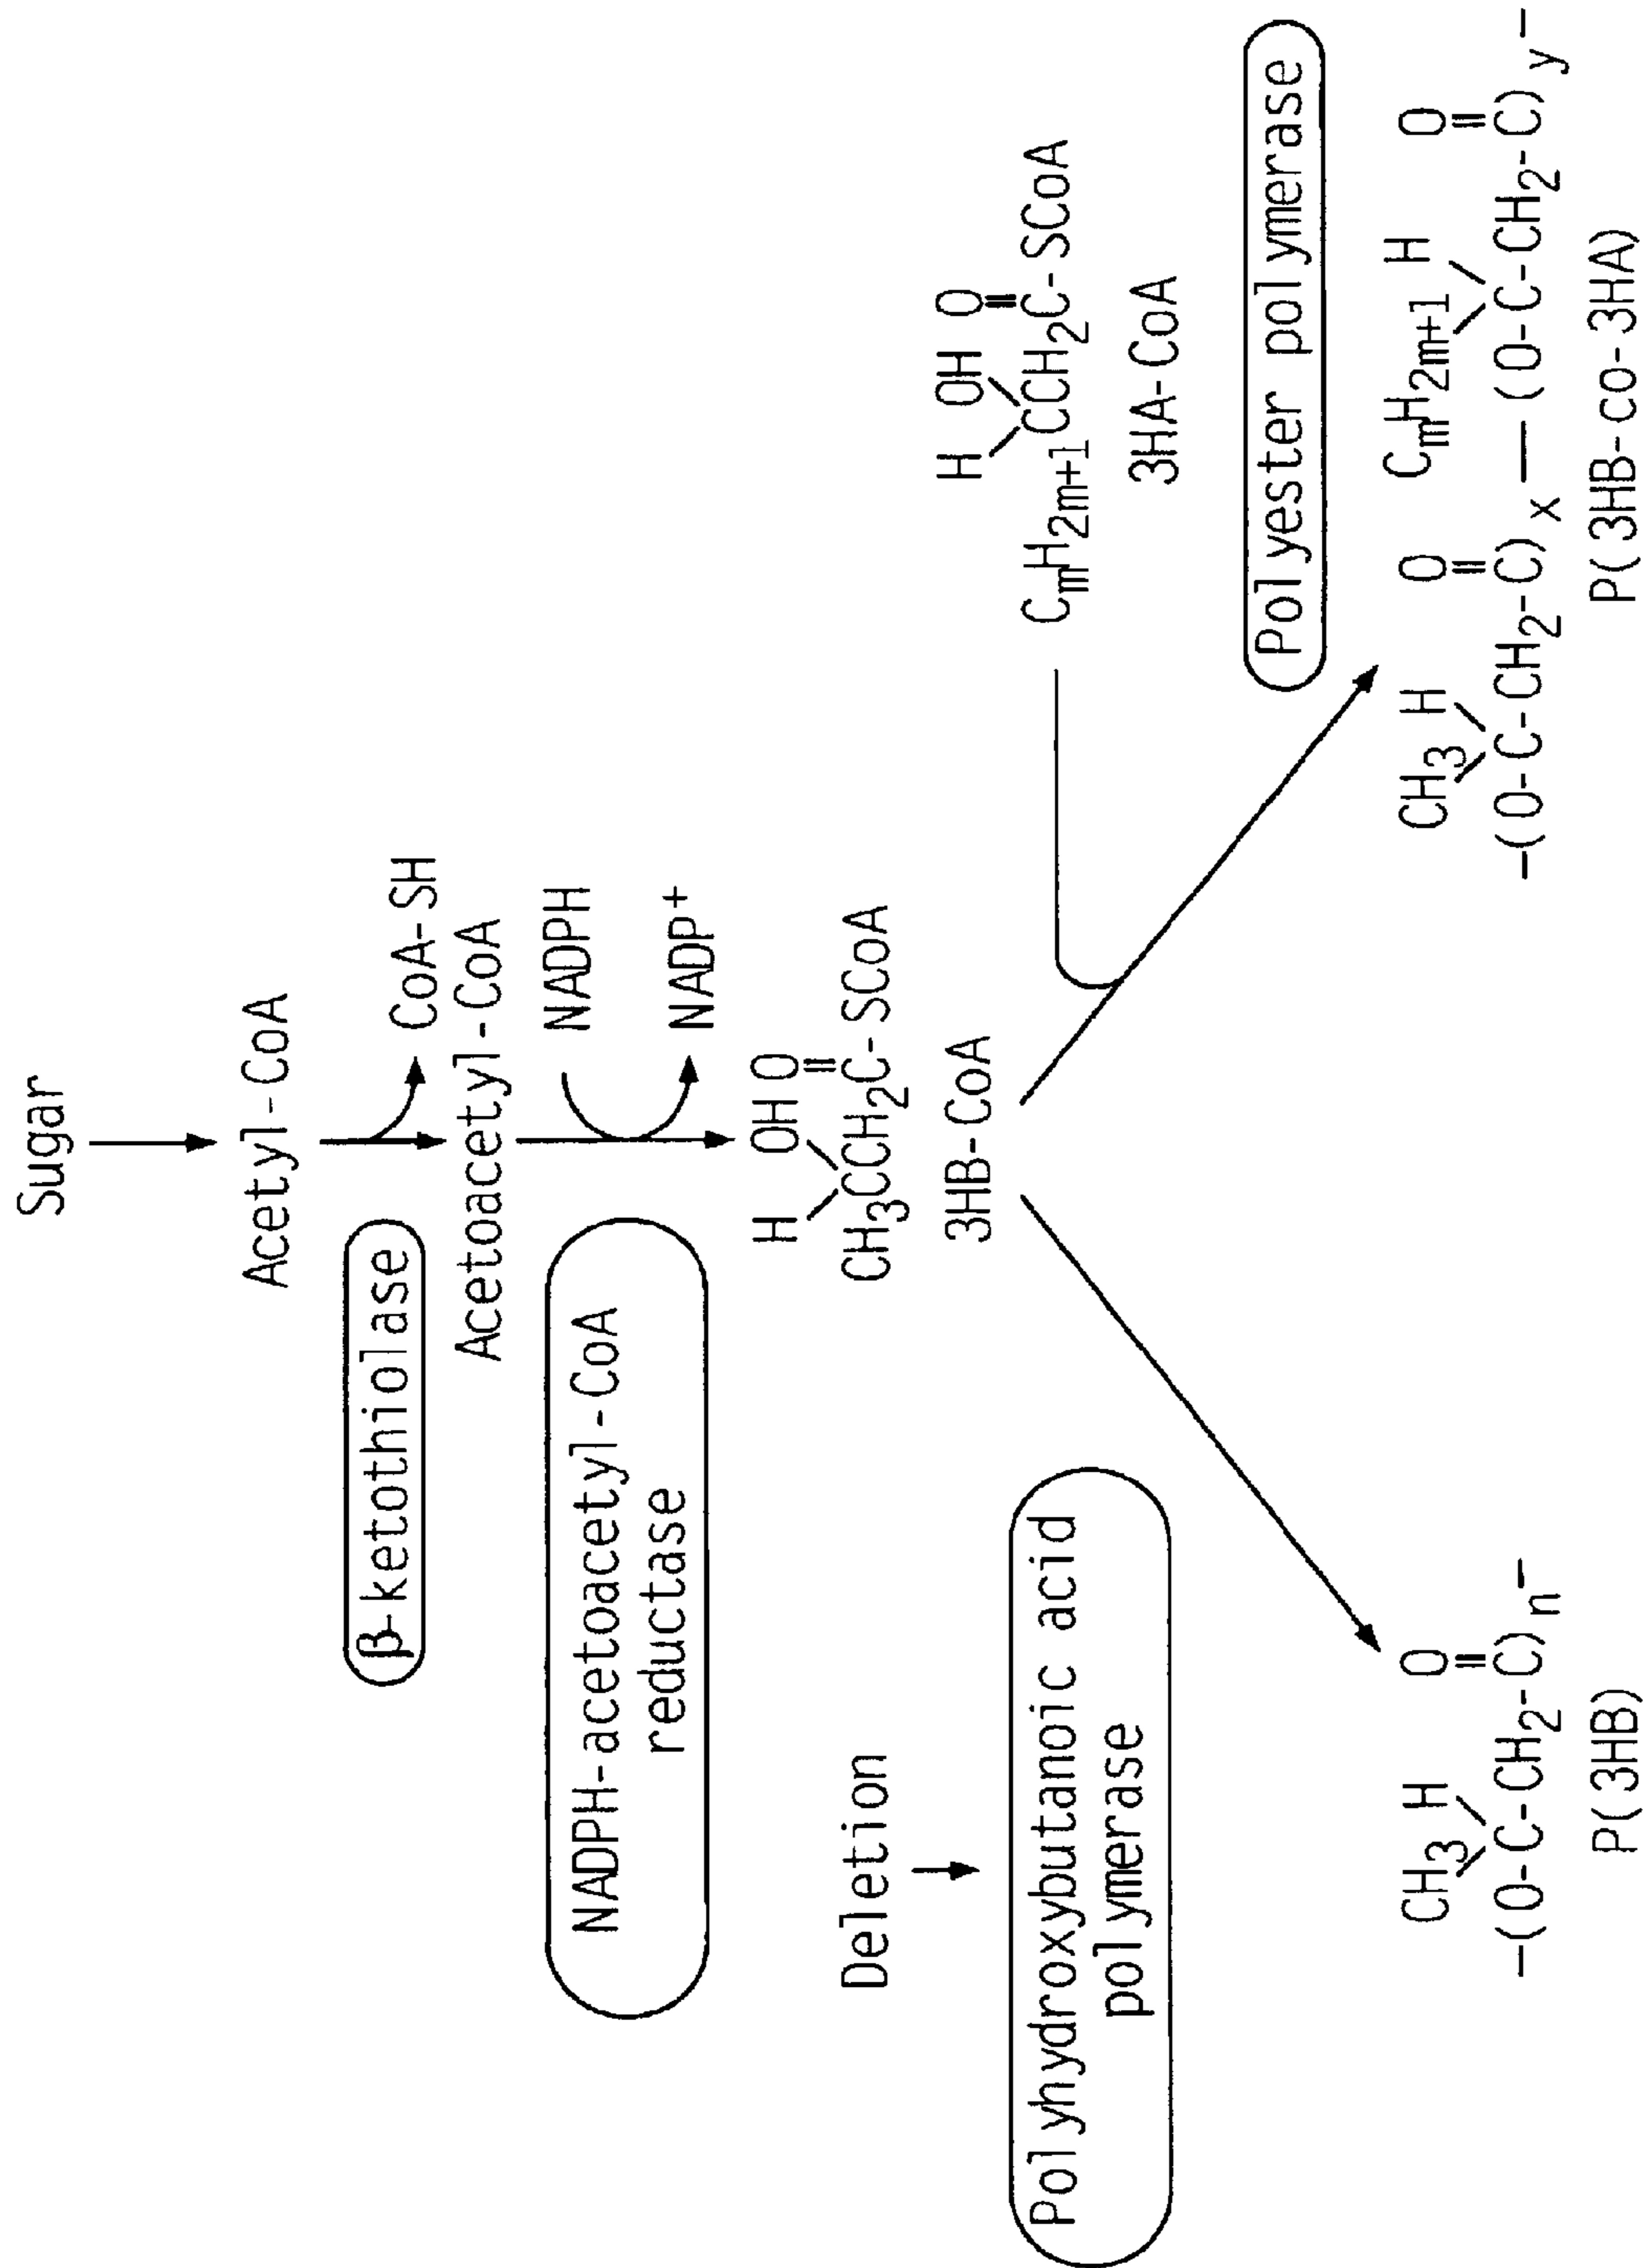 Sugar
Acetyl-CoA
β-ketothiolase
CoA-SH
Acetoacetyl-CoA
NADPH-acetoacetyl-CoA
reductase
NADPH
NADP+
H OH O
CH3CCH2C-SCoA
3HB-CoA
H OH O
CmH2m+1CCH2C-SCoA
3HA-CoA
Deletion
Polyhydroxybutanoic acid
polymerase
Polyester polymerase
CH3 H O
-(O-C-CH2-C)n-
P(3HB)
CH3 H O CmH2m+1 H O
-(O-C-CH2-C)x—(O-C-CH2-C)y-
P(3HB-co-3HA)